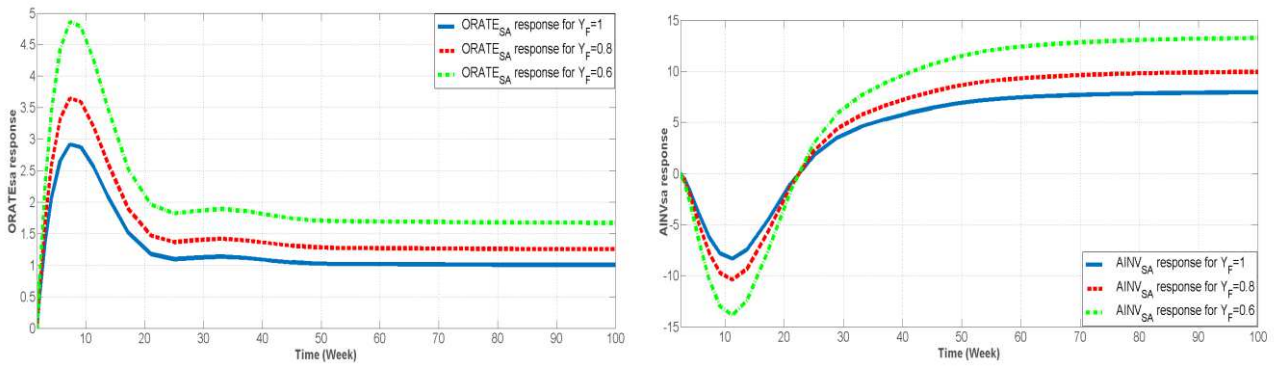 5
4.5
4
3.5
3
2.5
2
1.5
1
0.5
0
ORATEsa response
ORATE_SA response for Y_F=1
ORATE_SA response for Y_F=0.8
ORATE_SA response for Y_F=0.6
10 20 30 40 50 60 70 80 90 100
Time (Week)
15
10
5
0
-5
-10
-15
AINVsa response
AINV_SA response for Y_F=1
AINV_SA response for Y_F=0.8
AINV_SA response for Y_F=0.6
10 20 30 40 50 60 70 80 90 100
Time (Week)